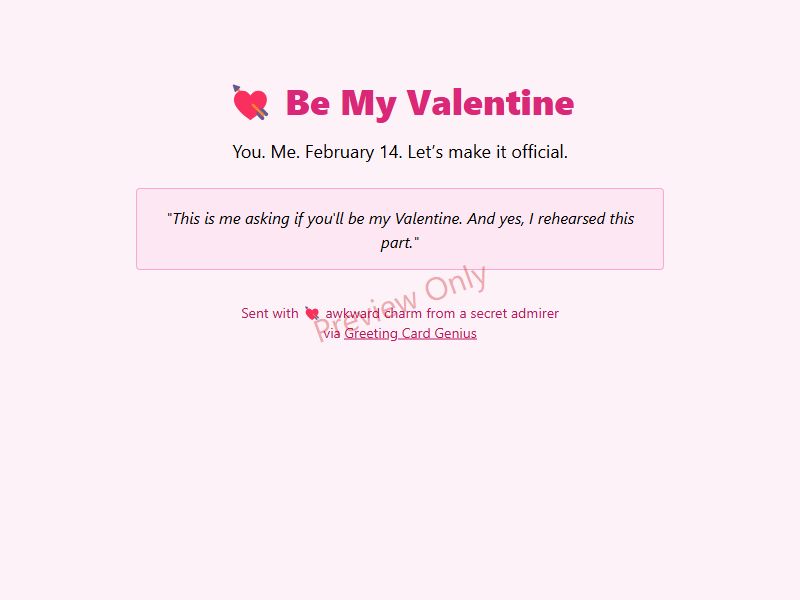 💘 Be My Valentine
You. Me. February 14. Let’s make it official.
"This is me asking if you'll be my Valentine. And yes, I rehearsed this
part."
Preview Only
Sent with 💘 awkward charm from a secret admirer
via Greeting Card Genius